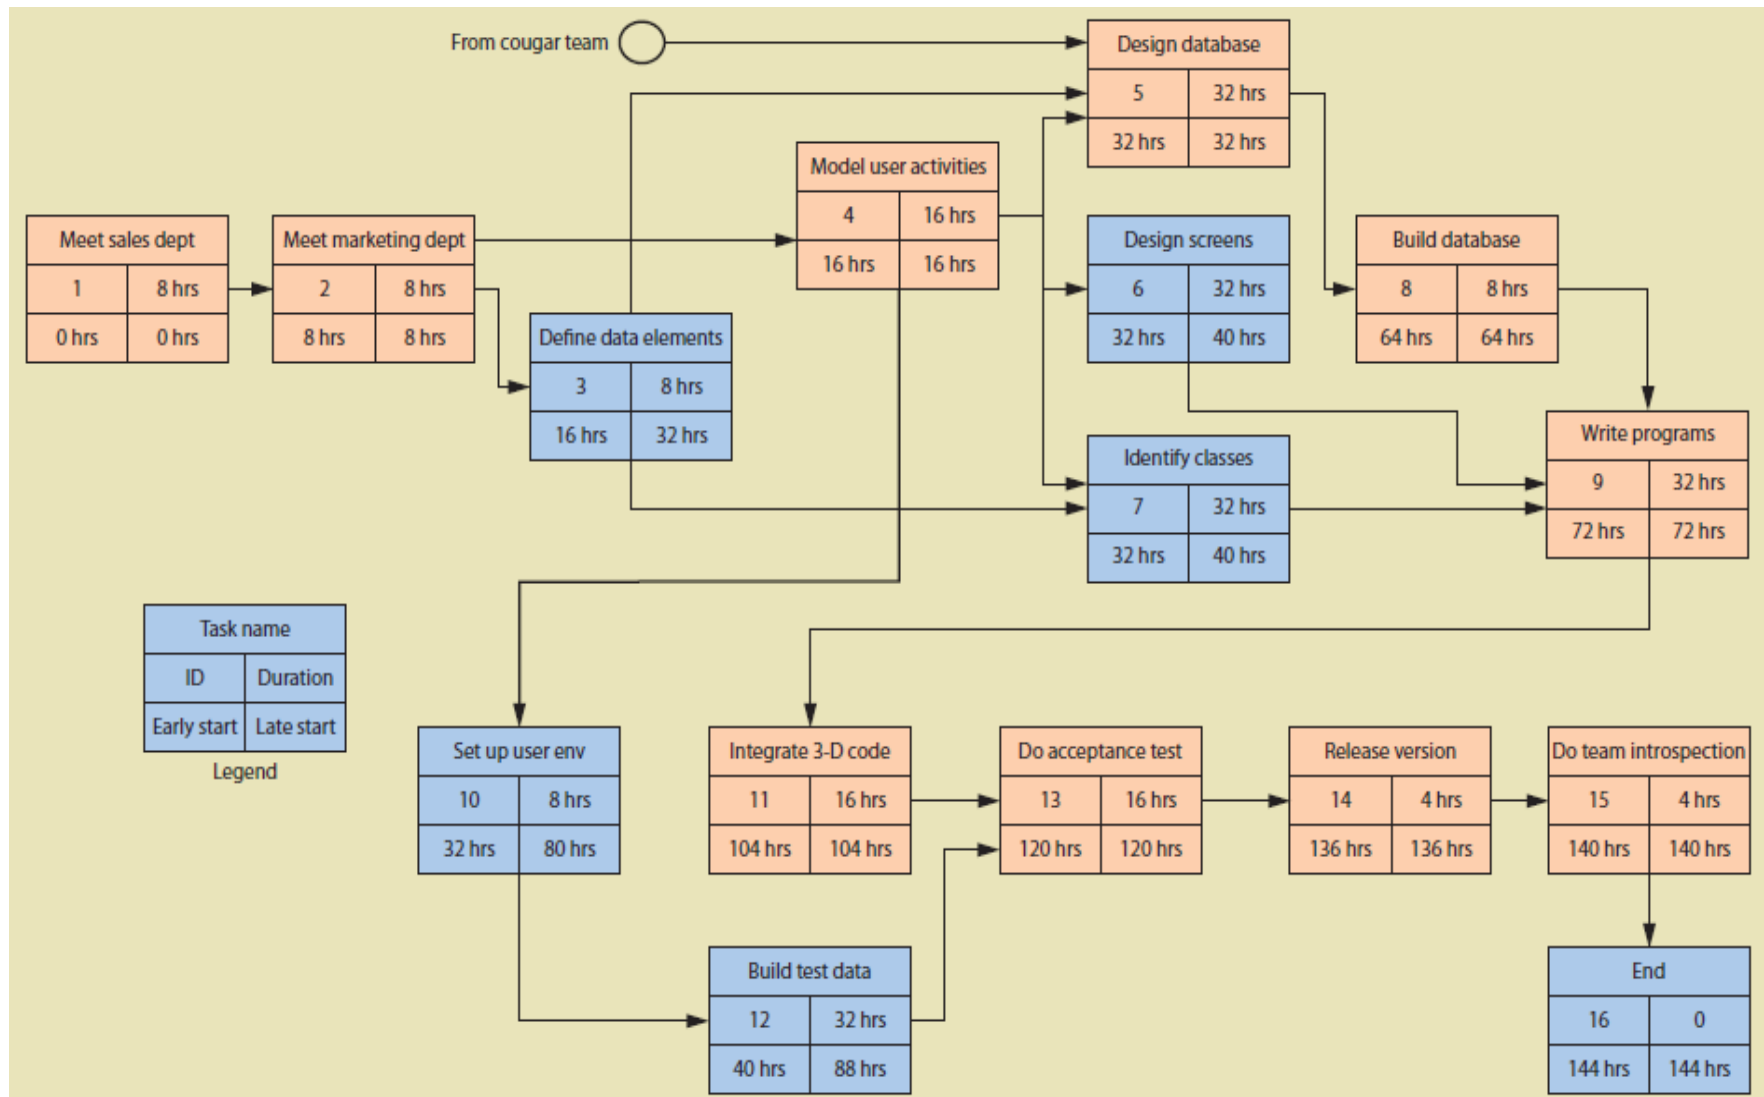 From cougar team
Design database
5 32 hrs
32 hrs 32 hrs
Model user activities
4 16 hrs
16 hrs 16 hrs
Meet sales dept
1 8 hrs
0 hrs 0 hrs
Meet marketing dept
2 8 hrs
8 hrs 8 hrs
Define data elements
3 8 hrs
16 hrs 32 hrs
Design screens
6 32 hrs
32 hrs 40 hrs
Build database
8 8 hrs
64 hrs 64 hrs
Identify classes
7 32 hrs
32 hrs 40 hrs
Write programs
9 32 hrs
72 hrs 72 hrs
Task name
ID Duration
Early start Late start
Legend
Set up user env
10 8 hrs
32 hrs 80 hrs
Integrate 3-D code
11 16 hrs
104 hrs 104 hrs
Do acceptance test
13 16 hrs
120 hrs 120 hrs
Release version
14 4 hrs
136 hrs 136 hrs
Do team introspection
15 4 hrs
140 hrs 140 hrs
Build test data
12 32 hrs
40 hrs 88 hrs
End
16 0
144 hrs 144 hrs